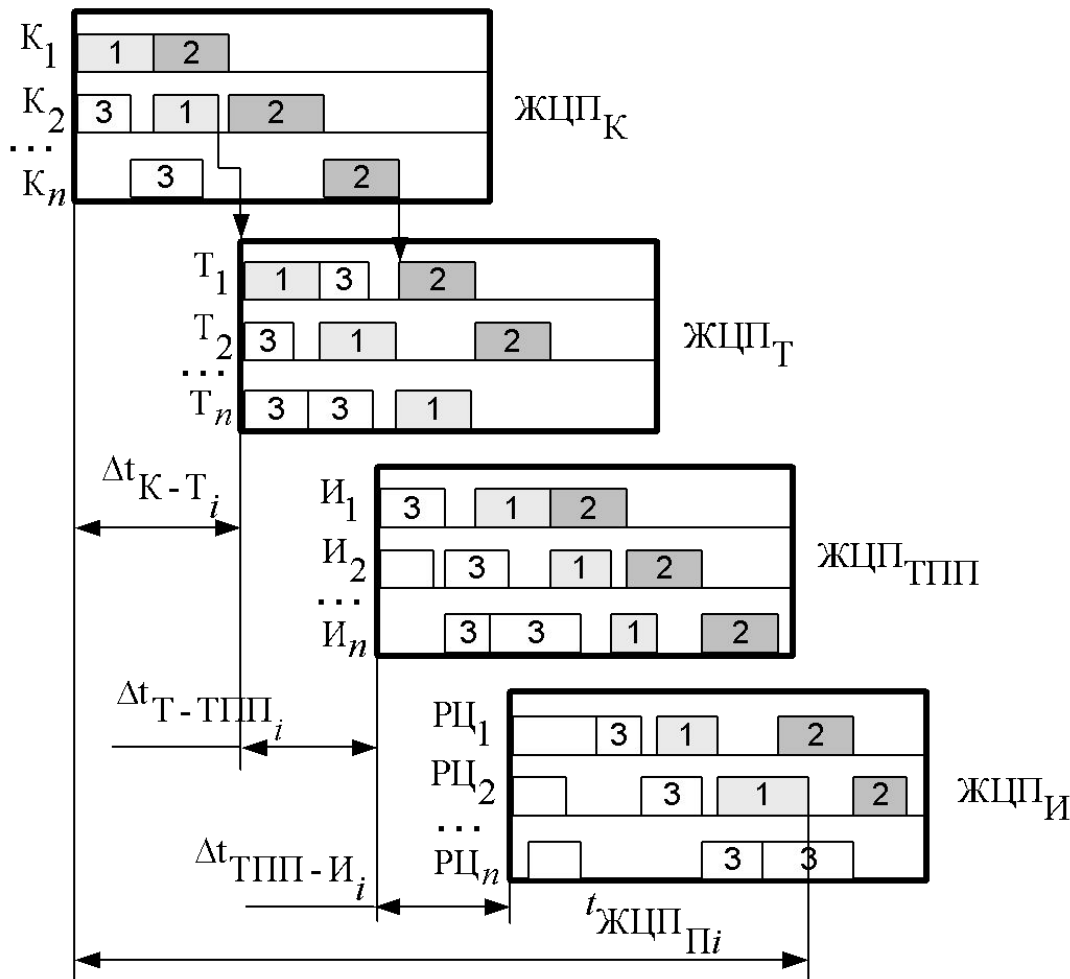 К1 1 2
К2 3 1 2 ЖЦПК
...
Кn 3 2
Т1 1 3 2
Т2 3 1 2 ЖЦПТ
...
Тn 3 3 1
ΔtК-Тi
И1 3 1 2
И2 3 1 2 ЖЦПТПП
...
Иn 3 3 1 2
ΔtТ-ТППi
РЦ1 3 1 2
РЦ2 3 1 2 ЖЦПИ
...
РЦn 3 3
ΔtТПП-Иi
tЖЦППi